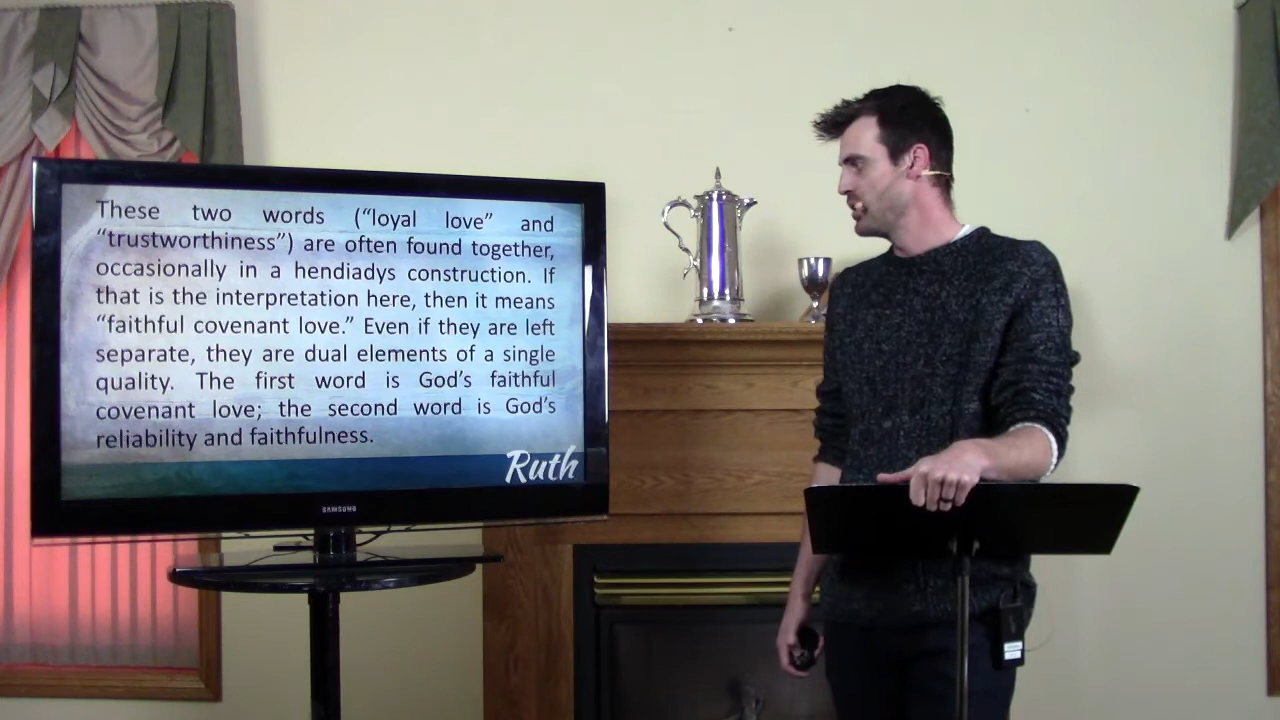 These two words (“loyal love” and
“trustworthiness”) are often found together,
occasionally in a hendiadys construction. If
that is the interpretation here, then it means
“faithful covenant love.” Even if they are left
separate, they are dual elements of a single
quality. The first word is God’s faithful
covenant love; the second word is God’s
reliability and faithfulness.
Ruth
SAMSUNG